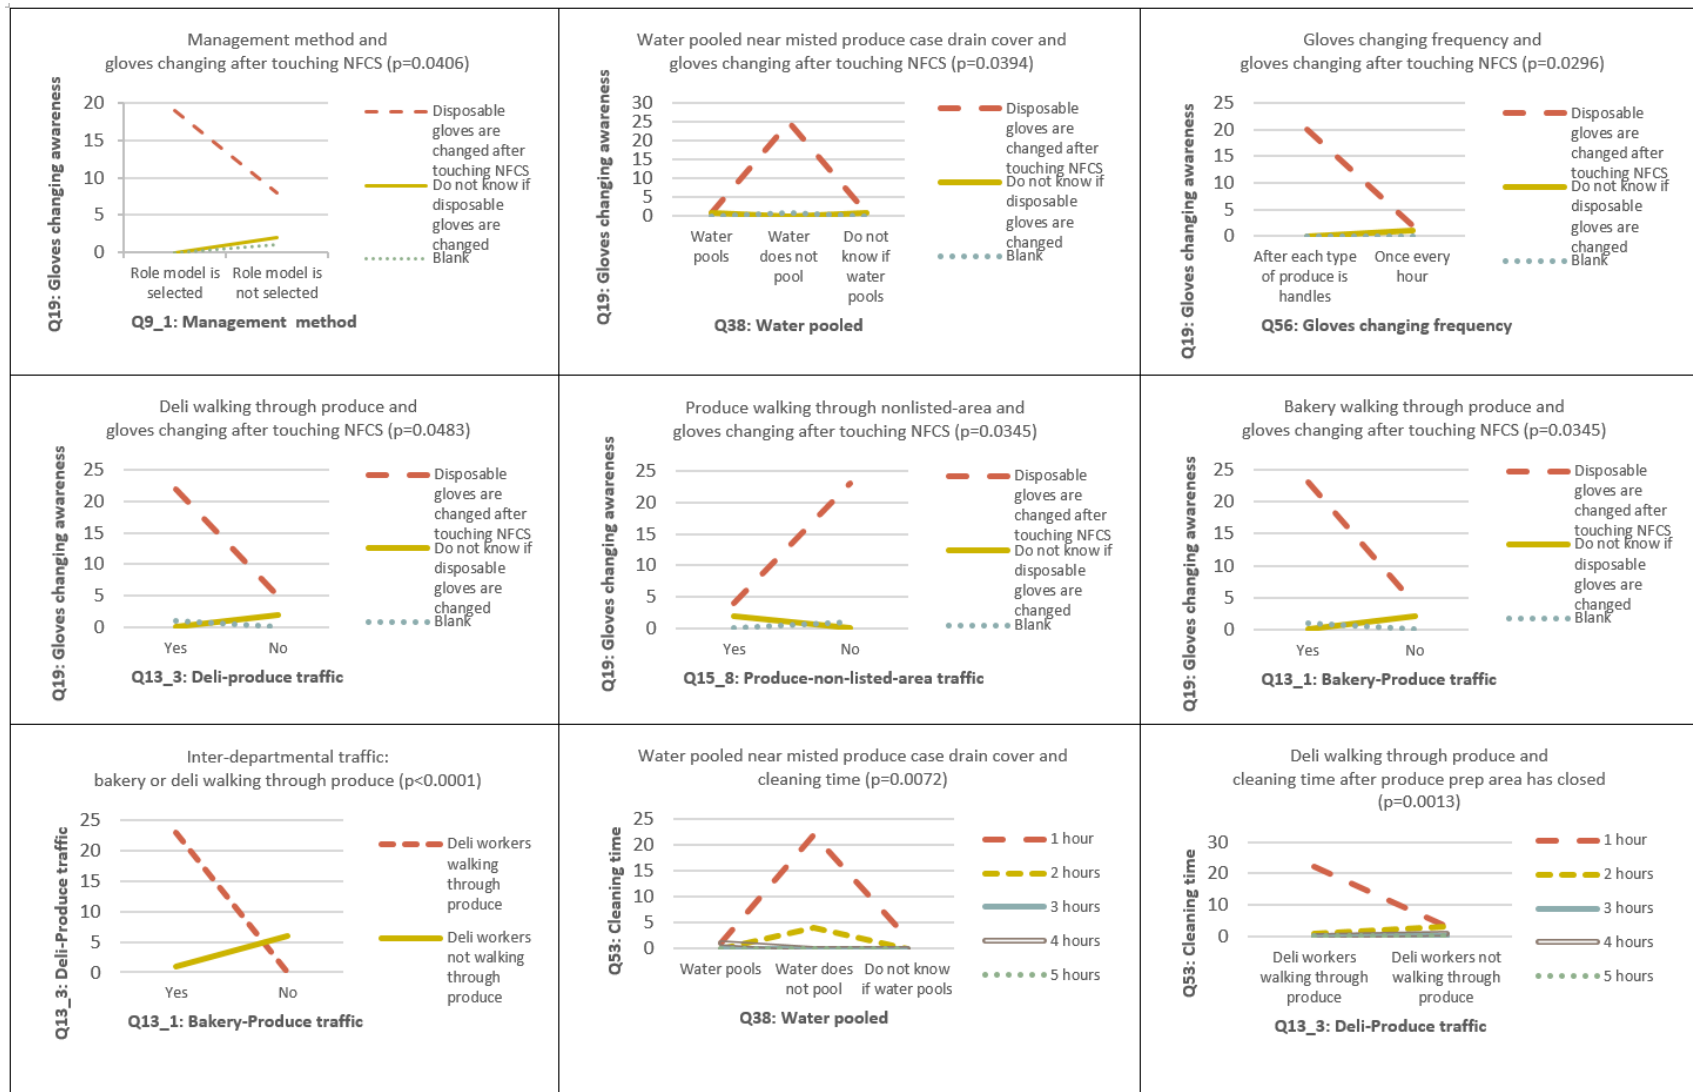 Management method and
gloves changing after touching NFCS (p=0.0406)
Q19: Gloves changing awareness
20
15
10
5
0
Role model is
selected
Role model is
not selected
Q9_1: Management  method
Disposable
gloves are
changed after
touching NFCS
Do not know if
disposable
gloves are
changed
Blank
Water pooled near misted produce case drain cover and
gloves changing after touching NFCS (p=0.0394)
Q19: Gloves changing awareness
30
25
20
15
10
5
0
Water
pools
Water
does not
pool
Do not
know if
water
pools
Q38: Water pooled
Disposable
gloves are
changed after
touching NFCS
Do not know if
disposable
gloves are
changed
Blank
Gloves changing frequency and
gloves changing after touching NFCS (p=0.0296)
Q19: Gloves changing awareness
25
20
15
10
5
0
After each type
of produce is
handles
Once every
hour
Q56: Gloves changing frequency
Disposable
gloves are
changed after
touching NFCS
Do not know if
disposable
gloves are
changed
Blank
Deli walking through produce and
gloves changing after touching NFCS (p=0.0483)
Q19: Gloves changing awareness
25
20
15
10
5
0
Yes
No
Q13_3: Deli-produce traffic
Disposable
gloves are
changed after
touching NFCS
Do not know if
disposable
gloves are
changed
Blank
Produce walking through nonlisted-area and
gloves changing after touching NFCS (p=0.0345)
Q19: Gloves changing awareness
25
20
15
10
5
0
Yes
No
Q15_8: Produce-non-listed-area traffic
Disposable
gloves are
changed after
touching NFCS
Do not know if
disposable
gloves are
changed
Blank
Bakery walking through produce and
gloves changing after touching NFCS (p=0.0345)
Q19: Gloves changing awareness
25
20
15
10
5
0
Yes
No
Q13_1: Bakery-Produce traffic
Disposable
gloves are
changed after
touching NFCS
Do not know if
disposable
gloves are
changed
Blank
Inter-departmental traffic:
bakery or deli walking through produce (p<0.0001)
Q13_3: Deli-Produce traffic
25
20
15
10
5
0
Yes
No
Q13_1: Bakery-Produce traffic
Deli workers
walking
through
produce
Deli workers
not walking
through
produce
Water pooled near misted produce case drain cover and
cleaning time (p=0.0072)
Q53: Cleaning time
25
20
15
10
5
0
Water pools
Water does
not pool
Do not know
if water pools
Q38: Water pooled
1 hour
2 hours
3 hours
4 hours
5 hours
Deli walking through produce and
cleaning time after produce prep area has closed
(p=0.0013)
Q53: Cleaning time
30
20
10
0
Deli workers
walking through
produce
Deli workers not
walking through
produce
Q13_3: Deli-Produce traffic
1 hour
2 hours
3 hours
4 hours
5 hours